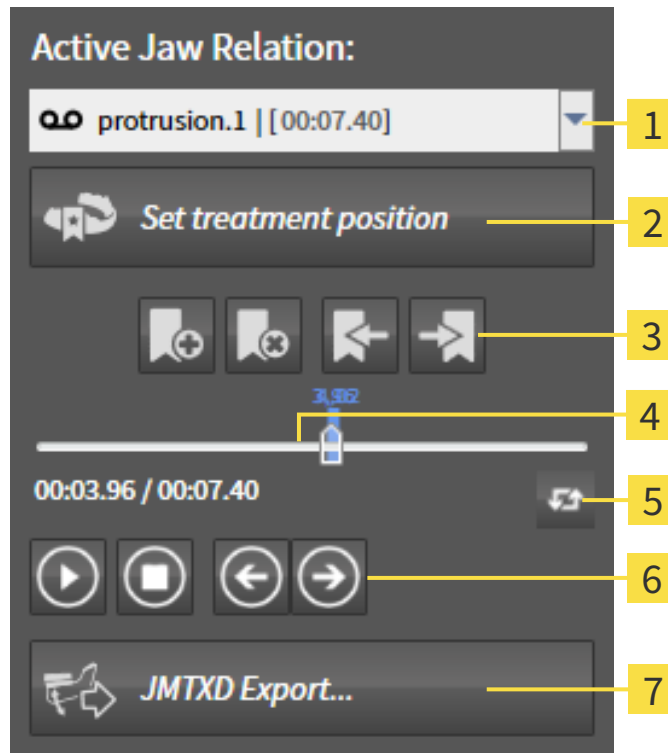 Active Jaw Relation:
protrusion.1 | [00:07.40]
1
Set treatment position
2
3
4
00:03.96 / 00:07.40
5
6
JMTXD Export...
7